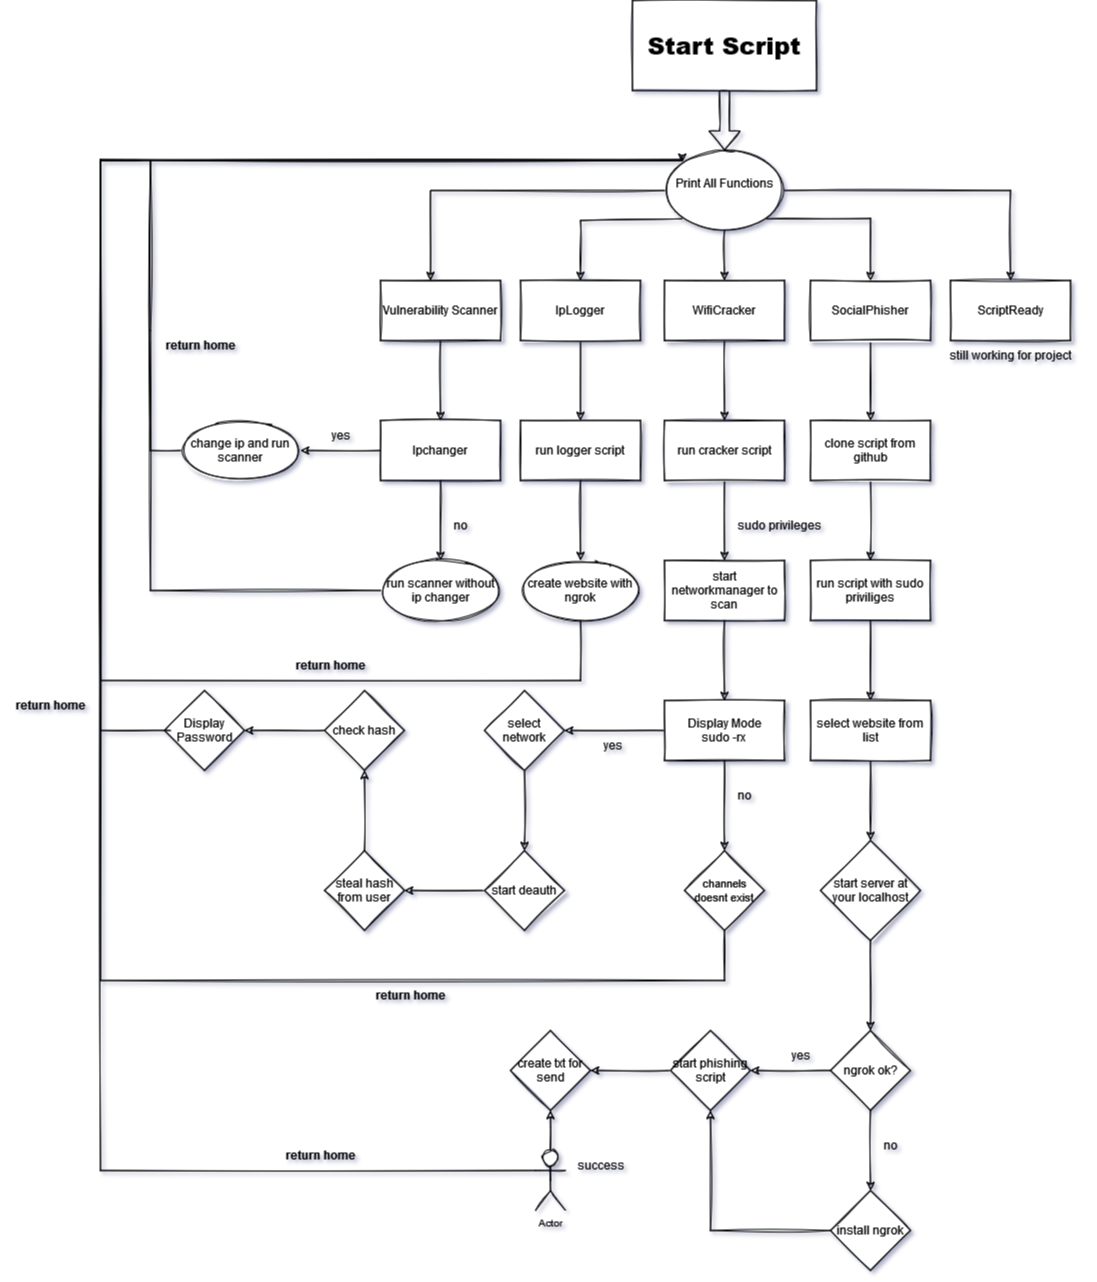 Start Script
Print All Functions
Vulnerability Scanner
IpLogger
WifiCracker
SocialPhisher
ScriptReady
return home
still working for project
change ip and run
scanner
yes
Ipchanger
run logger script
run cracker script
clone script from
github
no
sudo privileges
run scanner without
ip changer
create website with
ngrok
start
networkmanager to
scan
run script with sudo
priviliges
return home
return home
Display
Password
check hash
select
network
yes
Display Mode
sudo -rx
select website from
list
no
steal hash
from user
start deauth
channels
doesnt exist
start server at
your localhost
return home
create txt for
send
start phishing
script
yes
ngrok ok?
no
return home
success
Actor
install ngrok